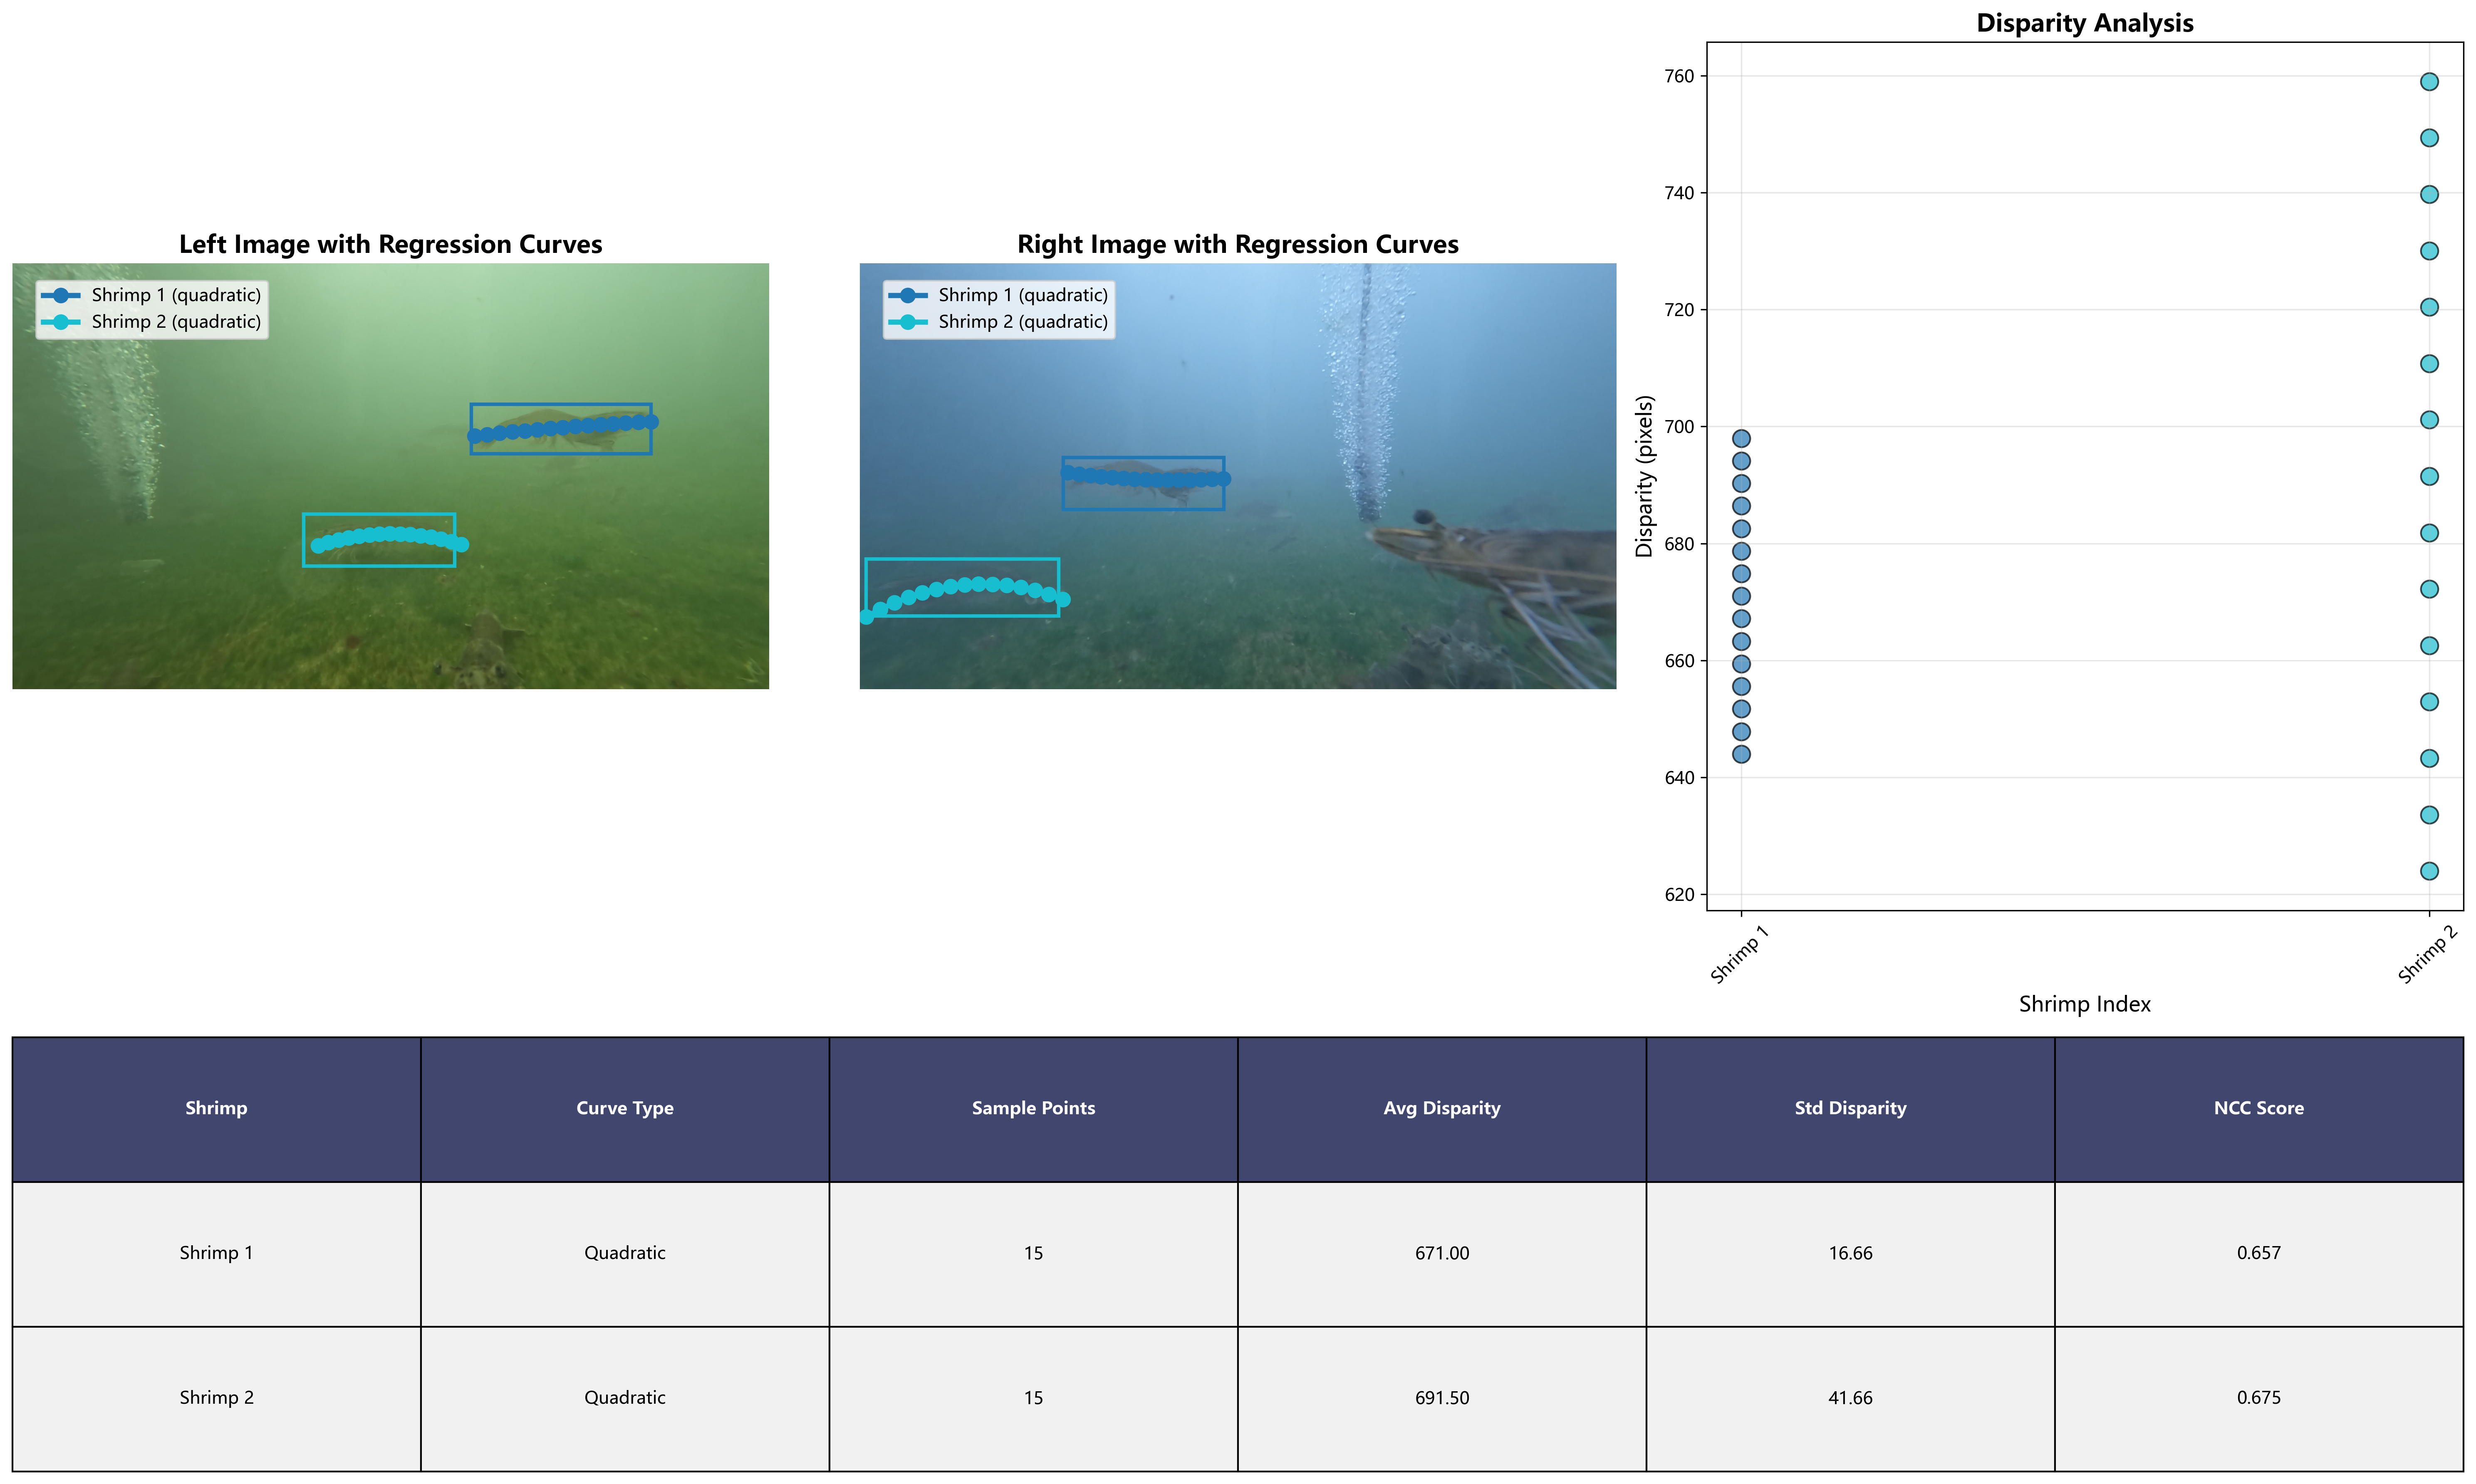 Left Image with Regression Curves
Shrimp 1 (quadratic)
Shrimp 2 (quadratic)
Right Image with Regression Curves
Shrimp 1 (quadratic)
Shrimp 2 (quadratic)
Disparity Analysis
Disparity (pixels)
760
740
720
700
680
660
640
620
Shrimp 1
Shrimp 2
Shrimp Index
Shrimp Curve Type Sample Points Avg Disparity Std Disparity NCC Score
Shrimp 1 Quadratic 15 671.00 16.66 0.657
Shrimp 2 Quadratic 15 691.50 41.66 0.675